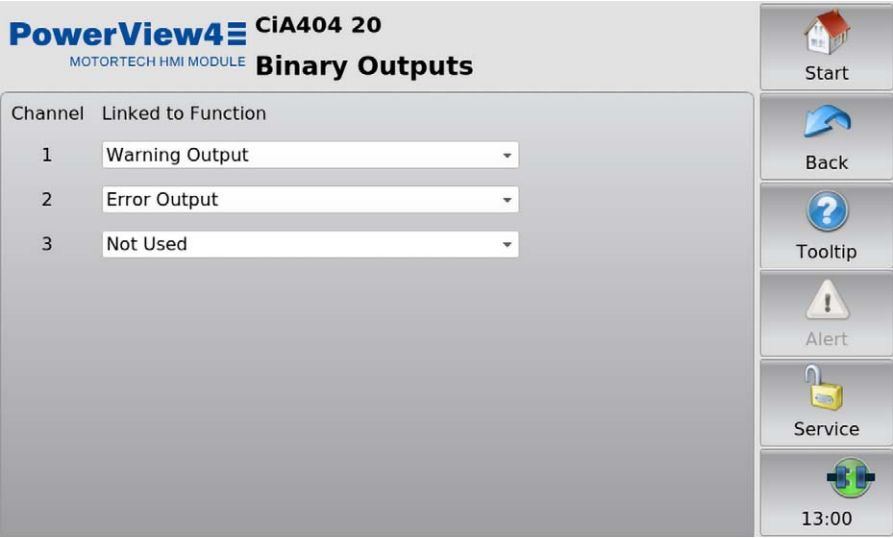 PowerView4
MOTORTECH HMI MODULE
CiA404 20
Binary Outputs
Channel Linked to Function
1 Warning Output
2 Error Output
3 Not Used
Start
Back
Tooltip
Alert
Service
13:00